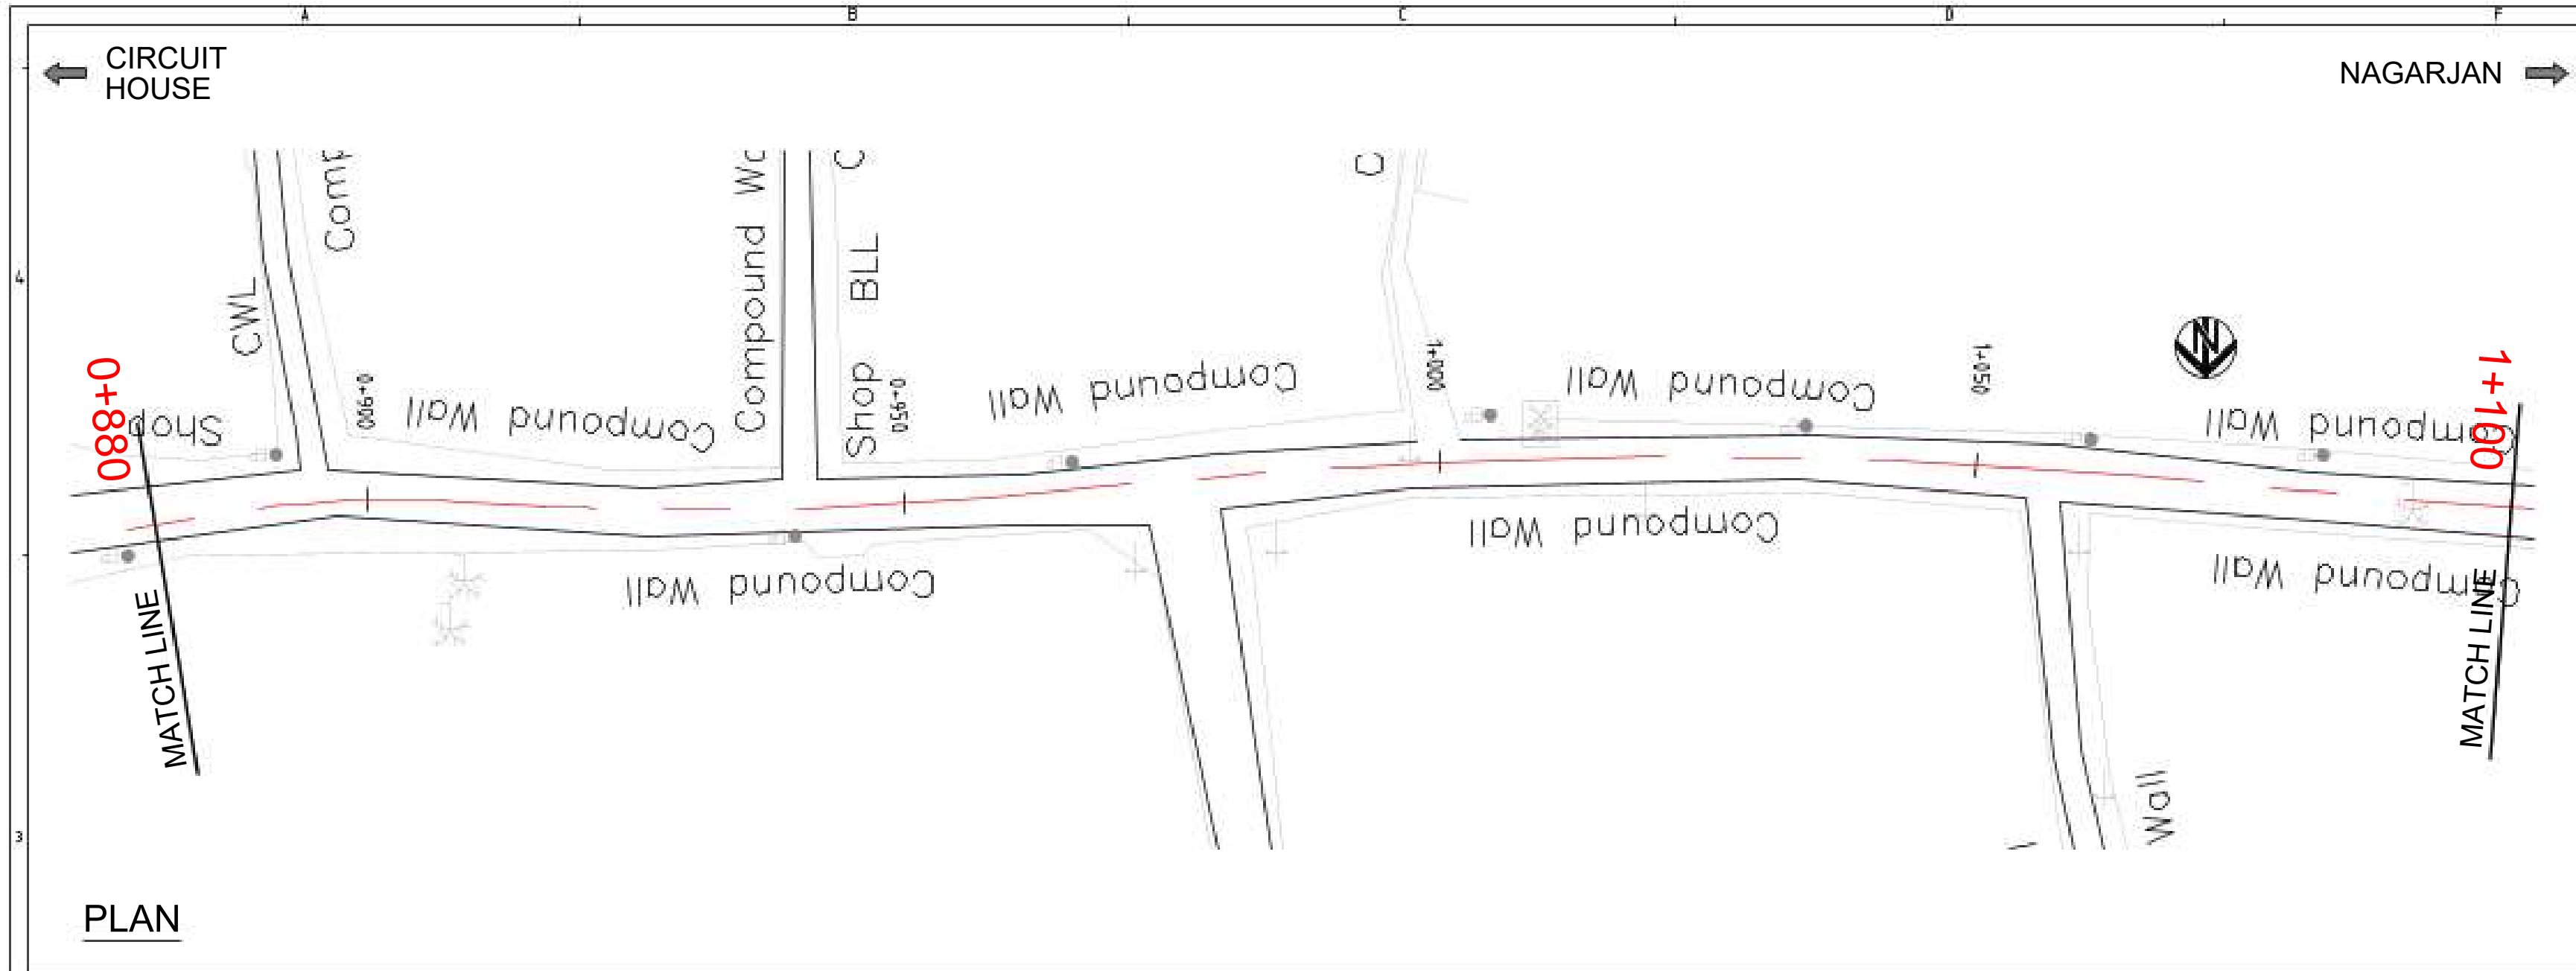 A B C D F
CIRCUIT
HOUSE
NAGARJAN
Comp
Compound Wa
C
C
BLL
4
CWL
N
0+880
Shop
0+900
Compound Wall
Shop
0+950
Compound Wall
1+000
Compound Wall
1+050
Compound Wall
1+100
Compound Wall
Compound Wall
Compound Wall
MATCH LINE
MATCH LINE
Wall
3
PLAN